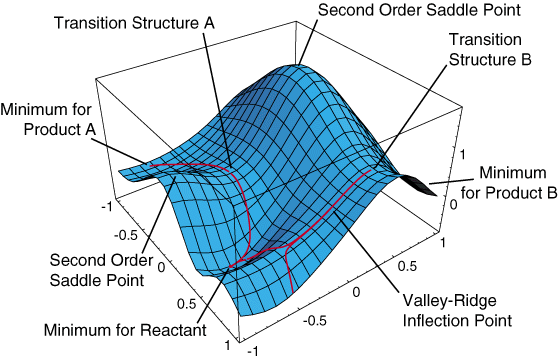 Second Order Saddle Point
Transition Structure A
Transition
Structure B
Minimum for
Product A
1
Minimum
for Product B
0
-1
-0.5
1
Second Order
Saddle Point
0
0.5
0.5
0
Valley-Ridge
Inflection Point
-0.5
Minimum for Reactant
1
-1